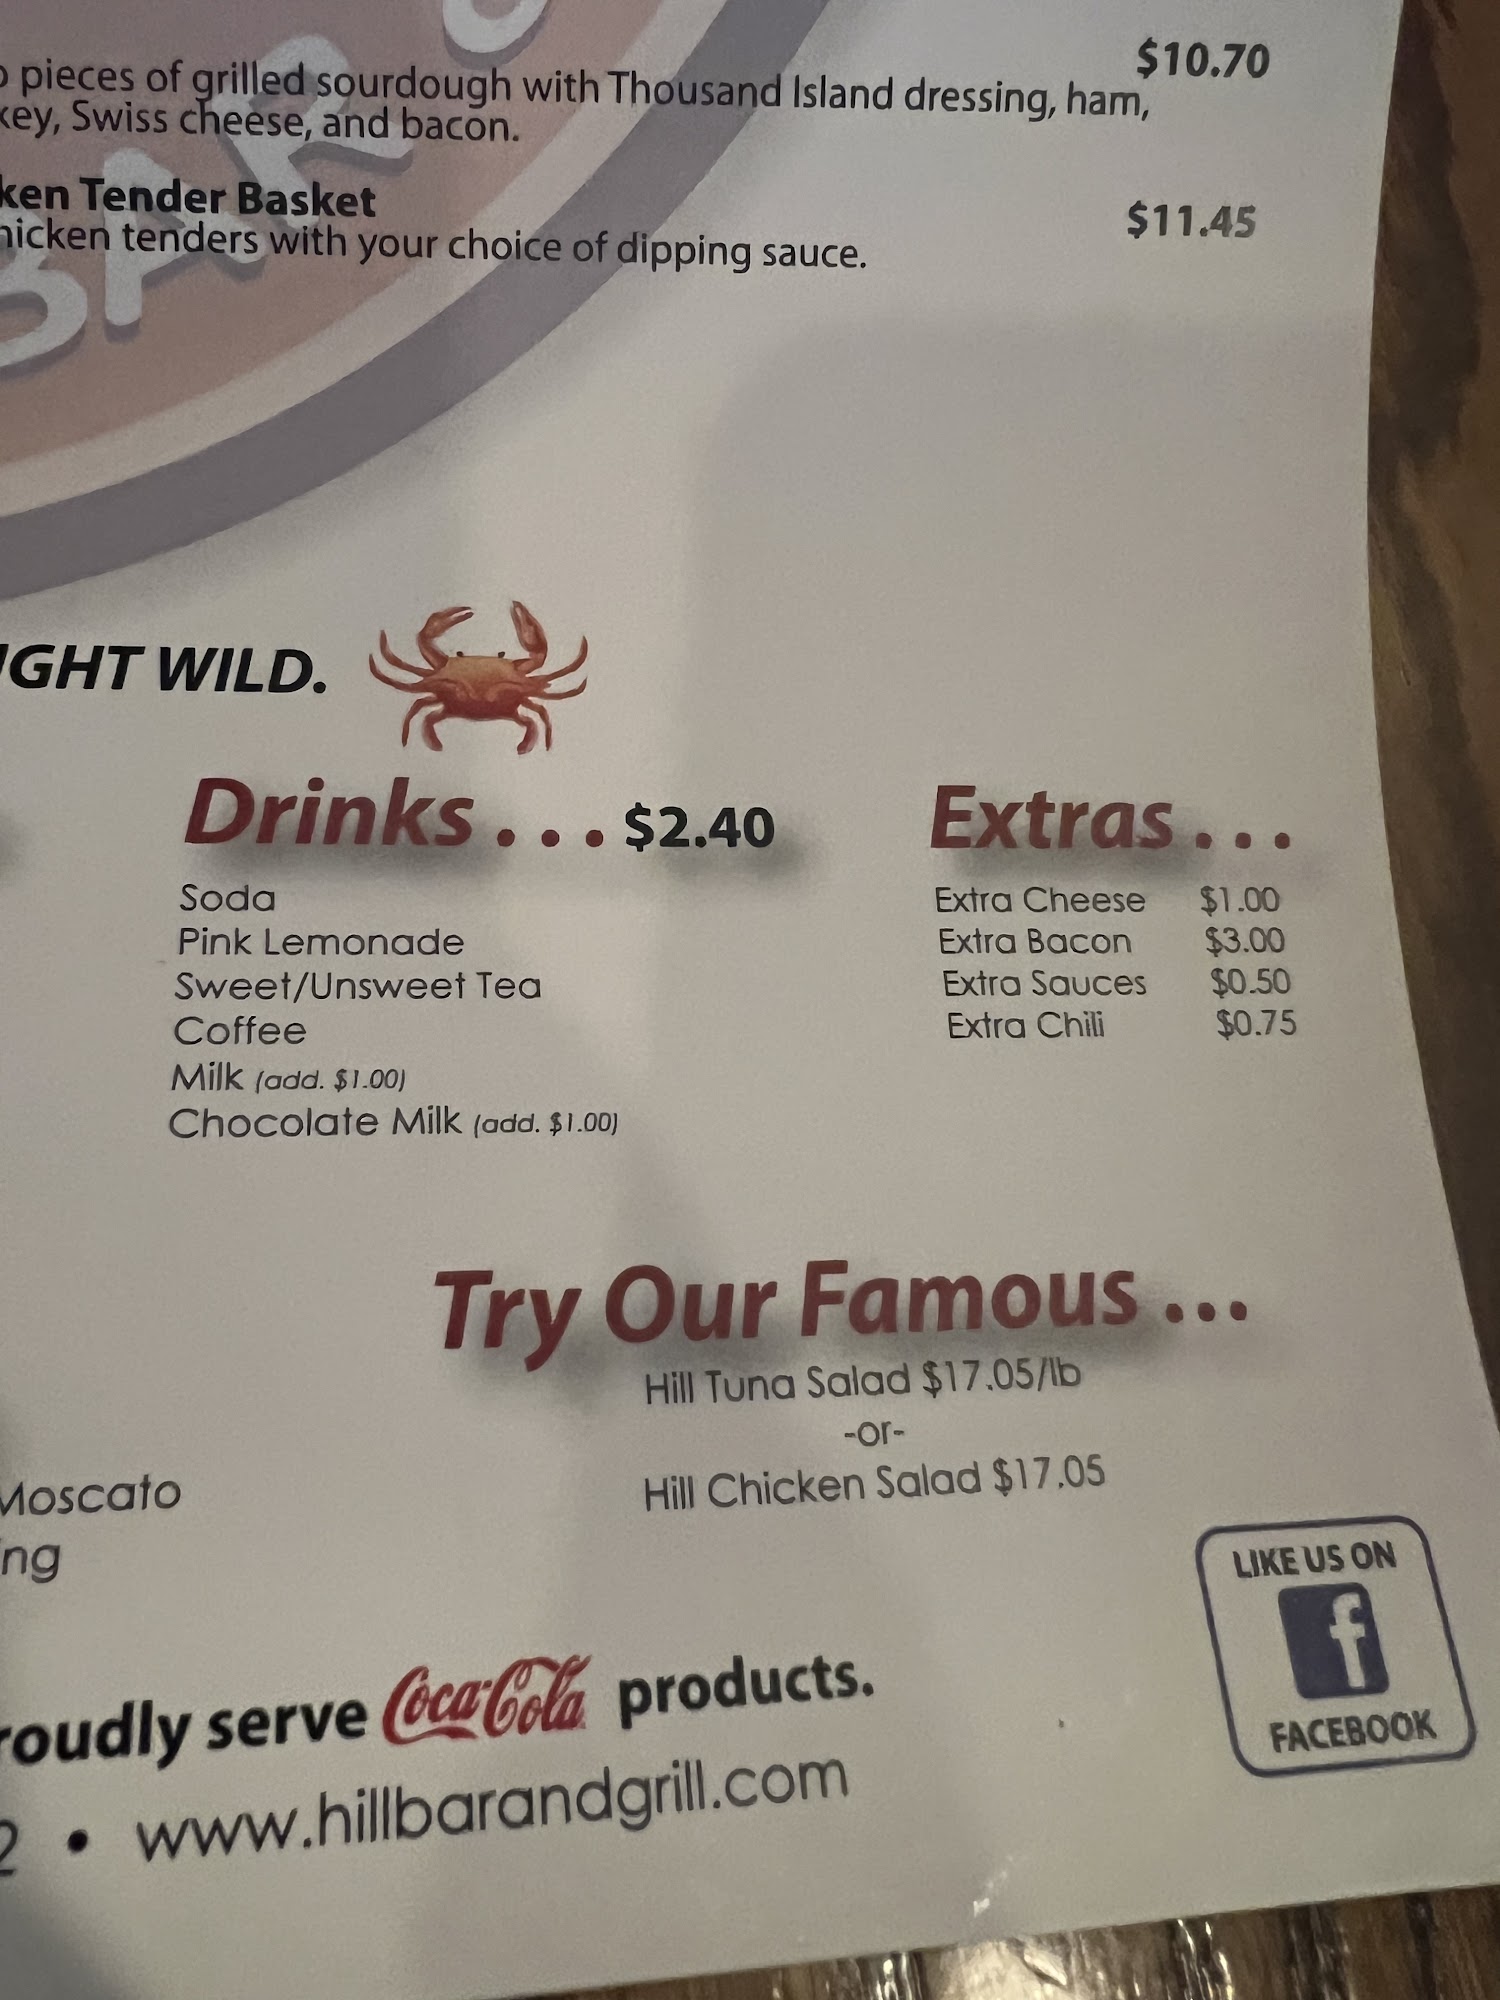 $10.70
pieces of grilled sourdough with Thousand Island dressing, ham,
key, Swiss cheese, and bacon.
BAR
ken Tender Basket
$11.45
hicken tenders with your choice of dipping sauce.
IGHT WILD.
Drinks . . . $2.40
Soda
Pink Lemonade
Sweet/Unsweet Tea
Coffee
Milk (add. $1.00)
Chocolate Milk (add. $1.00)
Extras . . .
Extra Cheese $1.00
Extra Bacon $3.00
Extra Sauces $0.50
Extra Chili $0.75
Try Our Famous ...
Hill Tuna Salad $17.05/lb
-or-
Hill Chicken Salad $17.05
Moscato
ng
LIKE US ON
f
FACEBOOK
roudly serve Coca-Cola products.
2 • www.hillbarandgrill.com